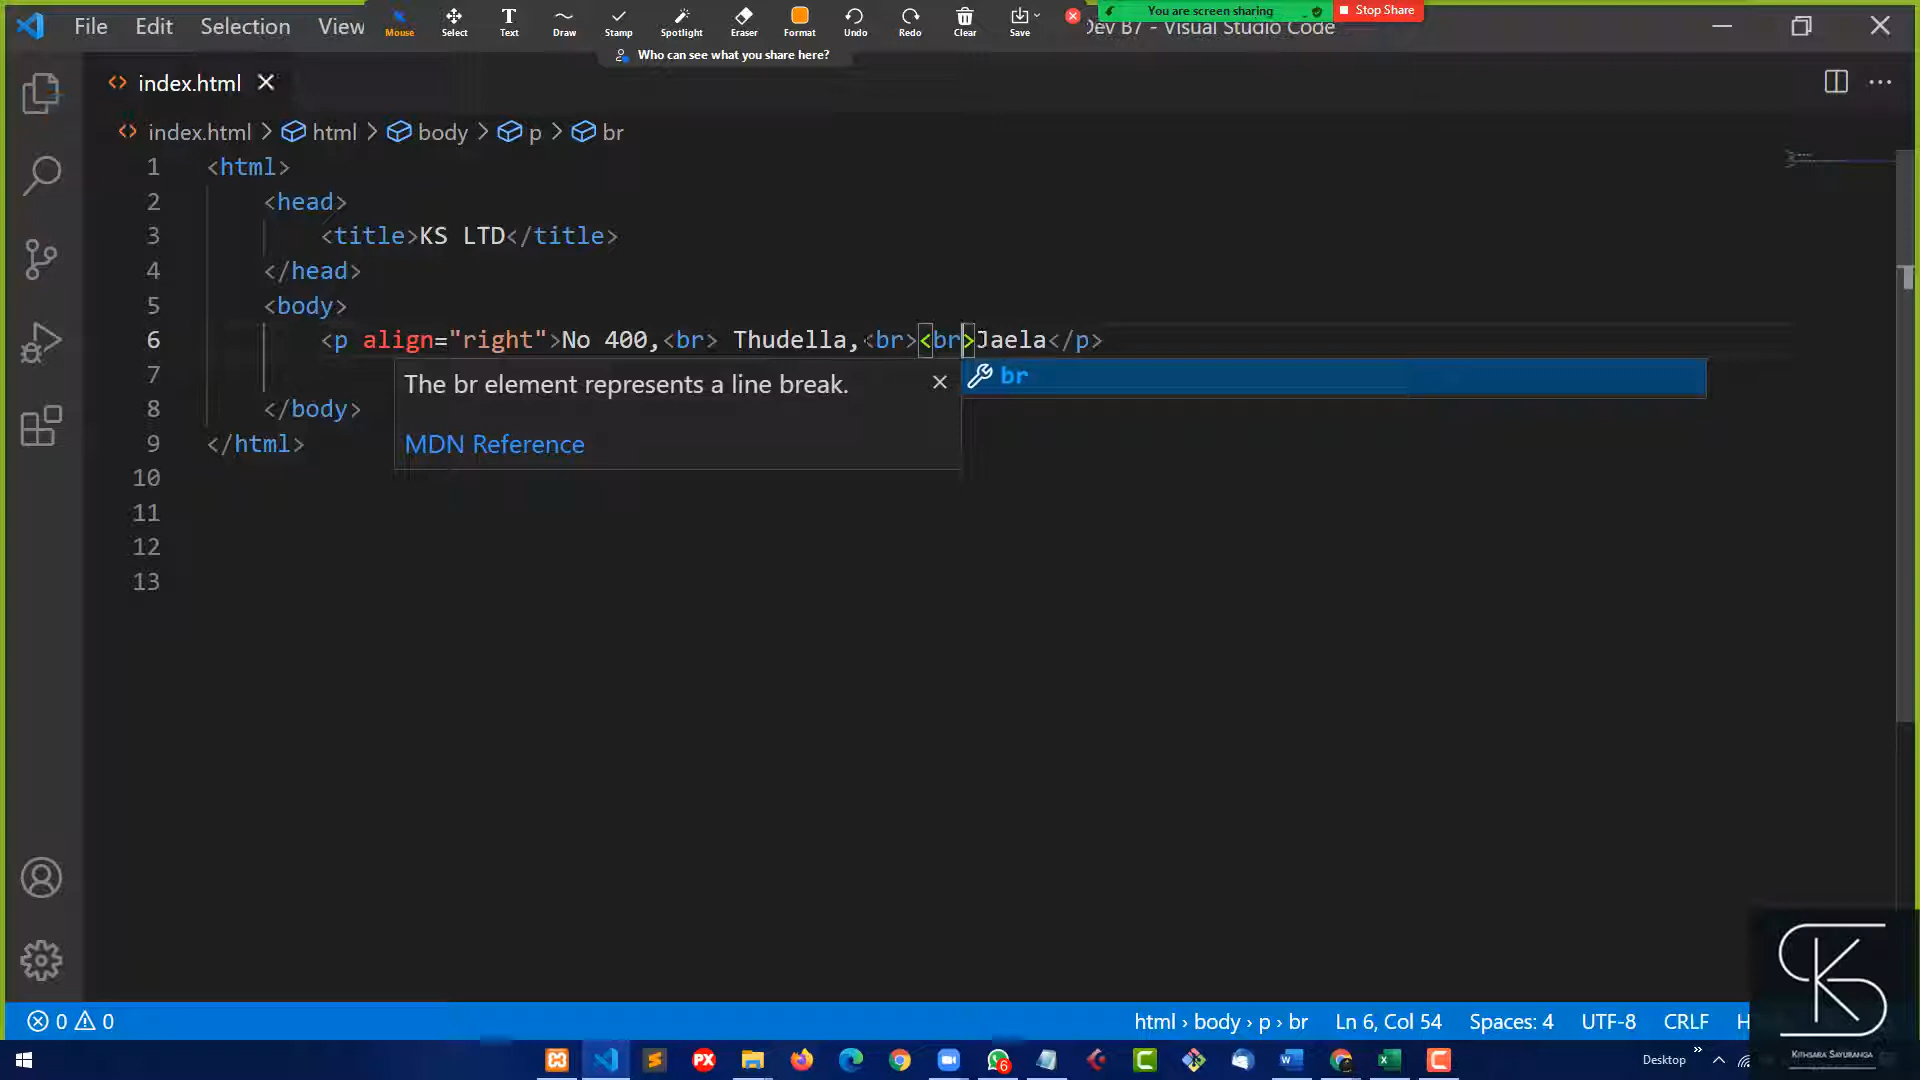 File Edit Selection View
Mouse Select Text Draw Stamp Spotlight Eraser Format Undo Redo Clear Save
You are screen sharing Stop Share
Dev B7 - Visual Studio Code
Who can see what you share here?
index.html
index.html > html > body > p > br
1 <html>
2 <head>
3 <title>KS LTD</title>
4 </head>
5 <body>
6 <p align="right">No 400,<br> Thudella,<br><br>Jaela</p>
7
8 </body>
9 </html>
10
11
12
13
br
The br element represents a line break.
MDN Reference
0 0
html › body › p › br Ln 6, Col 54 Spaces: 4 UTF-8 CRLF H
KS
KITHSARA SAYURANGA
PX 6 Desktop